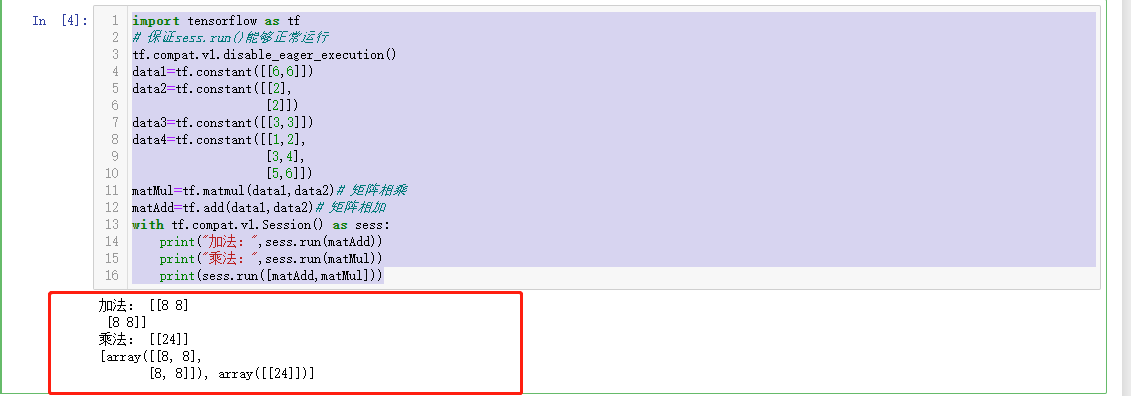 In [4]:
1 import tensorflow as tf
2 # 保证sess.run()能够正常运行
3 tf.compat.v1.disable_eager_execution()
4 data1=tf.constant([[6,6]])
5 data2=tf.constant([[2],
6                    [2]])
7 data3=tf.constant([[3,3]])
8 data4=tf.constant([[1,2],
9                    [3,4],
10                    [5,6]])
11 matMul=tf.matmul(data1,data2)# 矩阵相乘
12 matAdd=tf.add(data1,data2)# 矩阵相加
13 with tf.compat.v1.Session() as sess:
14     print("加法：",sess.run(matAdd))
15     print("乘法：",sess.run(matMul))
16     print(sess.run([matAdd,matMul]))
加法： [[8 8]
 [8 8]]
乘法： [[24]]
[array([[8, 8],
       [8, 8]]), array([[24]])]